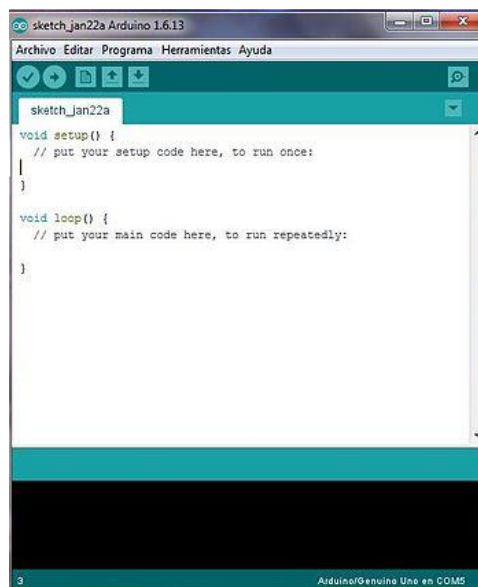 sketch_jan22a Arduino 1.6.13
Archivo Editar Programa Herramientas Ayuda
sketch_jan22a
void setup() {
// put your setup code here, to run once:
}
void loop() {
// put your main code here, to run repeatedly:
}
3 Arduino/Genuino Uno en COM5